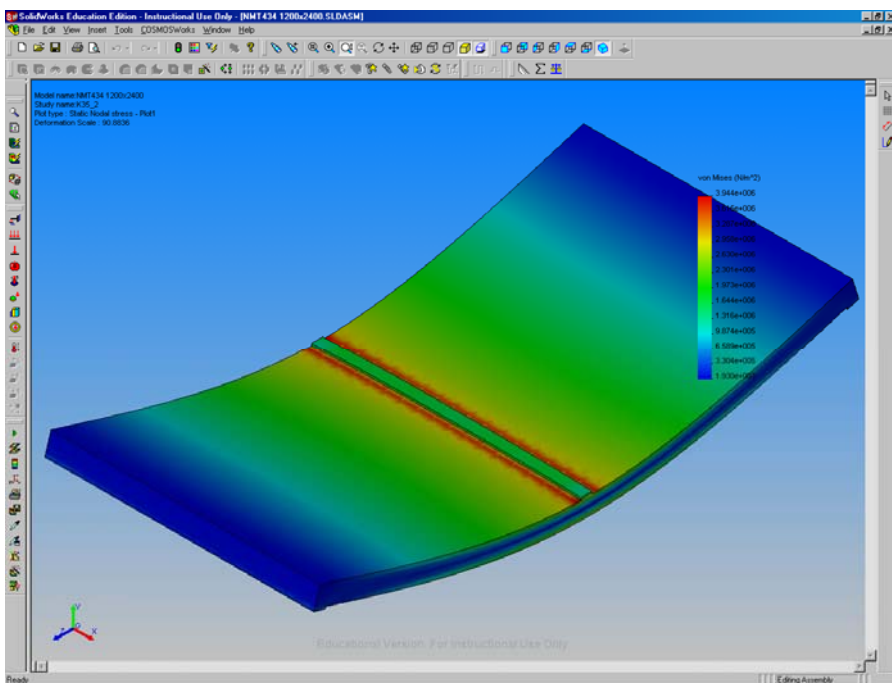 SolidWorks Education Edition - Instructional Use Only - [NMT434 1200x2400.SLDASM]
File Edit View Insert Tools COSMOSWorks Window Help
Model name:NMT434 1200x2400
Study name:K35_2
Plot type : Static Nodal stress - Plot1
Deformation Scale : 90.8836
von Mises (N/m^2)
3.944e+006
2.301e+006
1.973e+006
1.644e+006
1.316e+006
9.874e+005
6.589e+005
3.304e+005
Educational Version. For Instructional Use Only
Ready
Editing Assembly